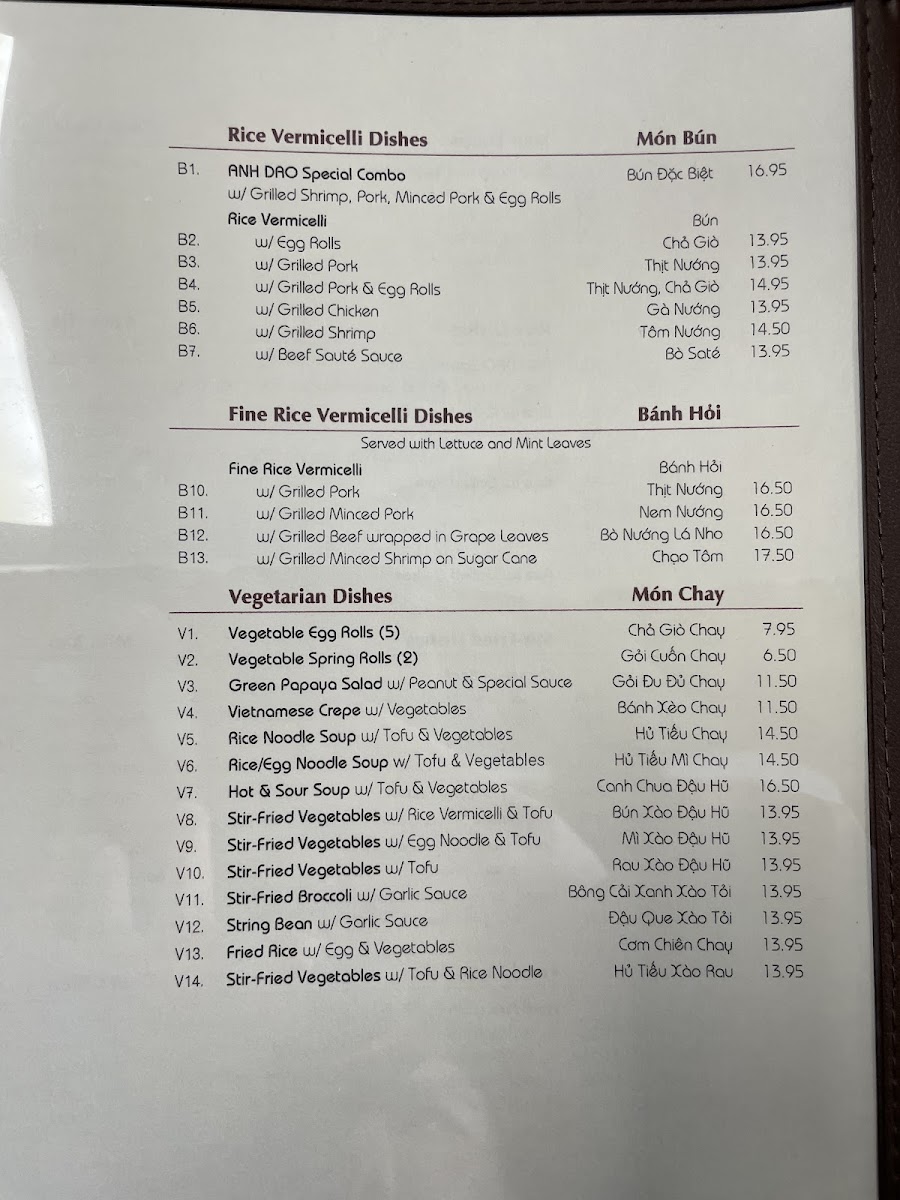 Rice Vermicelli Dishes Món Bún
B1. ANH DAO Special Combo Bún Đặc Biệt 16.95
w/ Grilled Shrimp, Pork, Minced Pork & Egg Rolls
Rice Vermicelli Bún
B2. w/ Egg Rolls Chả Giò 13.95
B3. w/ Grilled Pork Thịt Nướng 13.95
B4. w/ Grilled Pork & Egg Rolls Thịt Nướng, Chả Giò 14.95
B5. w/ Grilled Chicken Gà Nướng 13.95
B6. w/ Grilled Shrimp Tôm Nướng 14.50
B7. w/ Beef Sauté Sauce Bò Saté 13.95
Fine Rice Vermicelli Dishes Bánh Hỏi
Served with Lettuce and Mint Leaves
Fine Rice Vermicelli Bánh Hỏi
B10. w/ Grilled Pork Thịt Nướng 16.50
B11. w/ Grilled Minced Pork Nem Nướng 16.50
B12. w/ Grilled Beef wrapped in Grape Leaves Bò Nướng Lá Nho 16.50
B13. w/ Grilled Minced Shrimp on Sugar Cane Chạo Tôm 17.50
Vegetarian Dishes Món Chay
V1. Vegetable Egg Rolls (5) Chả Giò Chay 7.95
V2. Vegetable Spring Rolls (2) Gỏi Cuốn Chay 6.50
V3. Green Papaya Salad w/ Peanut & Special Sauce Gỏi Đu Đủ Chay 11.50
V4. Vietnamese Crepe w/ Vegetables Bánh Xèo Chay 11.50
V5. Rice Noodle Soup w/ Tofu & Vegetables Hủ Tiếu Chay 14.50
V6. Rice/Egg Noodle Soup w/ Tofu & Vegetables Hủ Tiếu Mì Chay 14.50
V7. Hot & Sour Soup w/ Tofu & Vegetables Canh Chua Đậu Hũ 16.50
V8. Stir-Fried Vegetables w/ Rice Vermicelli & Tofu Bún Xào Đậu Hũ 13.95
V9. Stir-Fried Vegetables w/ Egg Noodle & Tofu Mì Xào Đậu Hũ 13.95
V10. Stir-Fried Vegetables w/ Tofu Rau Xào Đậu Hũ 13.95
V11. Stir-Fried Broccoli w/ Garlic Sauce Bông Cải Xanh Xào Tỏi 13.95
V12. String Bean w/ Garlic Sauce Đậu Que Xào Tỏi 13.95
V13. Fried Rice w/ Egg & Vegetables Cơm Chiên Chay 13.95
V14. Stir-Fried Vegetables w/ Tofu & Rice Noodle Hủ Tiếu Xào Rau 13.95